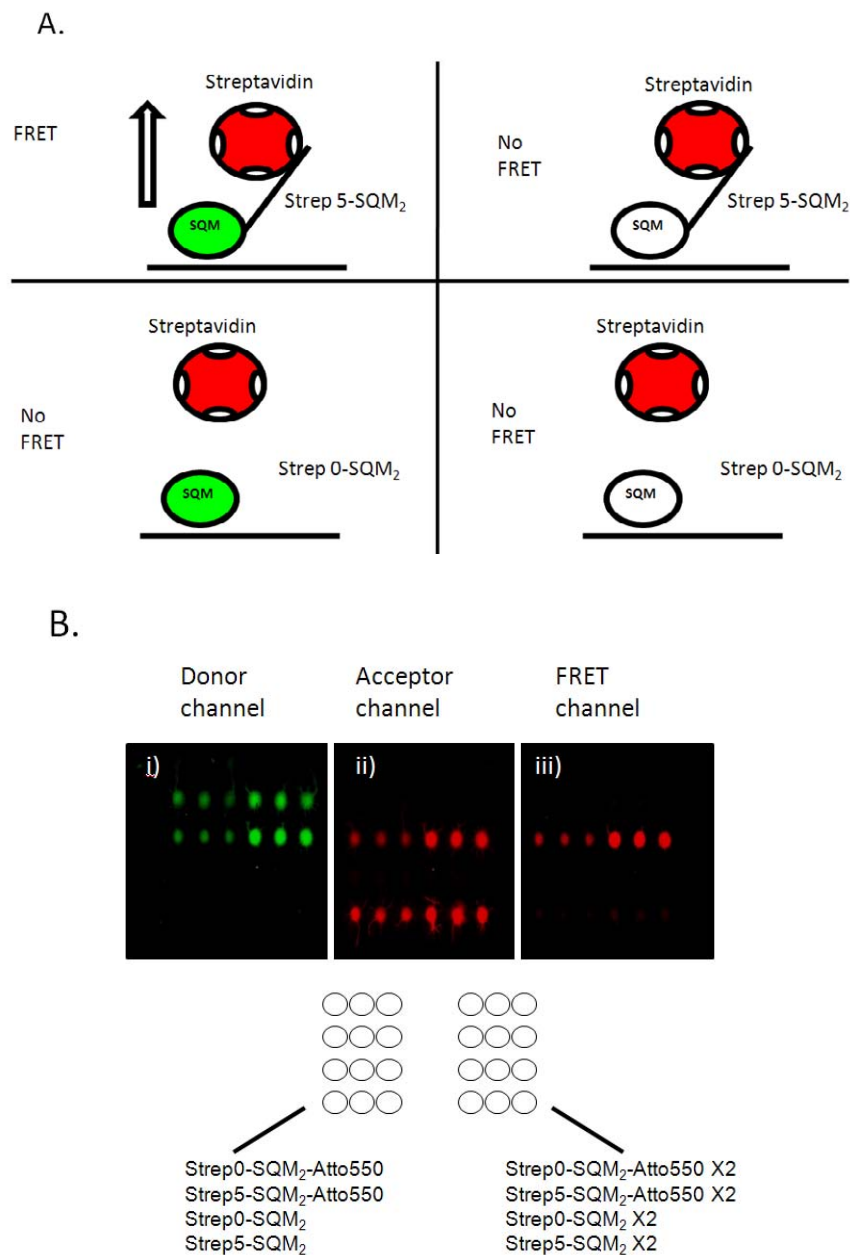 A.
Streptavidin
FRET
SQM
Strep 5-SQM₂
Streptavidin
No
FRET
SQM
Strep 5-SQM₂
Streptavidin
No
FRET
SQM
Strep 0-SQM₂
Streptavidin
No
FRET
SQM
Strep 0-SQM₂
B.
Donor
channel
Acceptor
channel
FRET
channel
i)
ii)
iii)
Strep0-SQM₂-Atto550
Strep5-SQM₂-Atto550
Strep0-SQM₂
Strep5-SQM₂
Strep0-SQM₂-Atto550 X2
Strep5-SQM₂-Atto550 X2
Strep0-SQM₂ X2
Strep5-SQM₂ X2